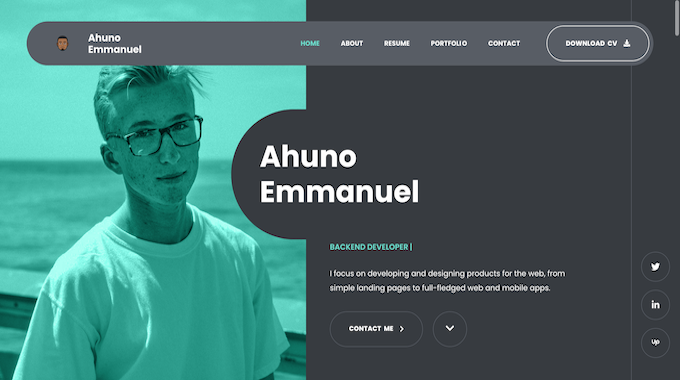 Ahuno
Emmanuel
HOME ABOUT RESUME PORTFOLIO CONTACT
DOWNLOAD CV
Ahuno
Emmanuel
BACKEND DEVELOPER |
I focus on developing and designing products for the web, from
simple landing pages to full-fledged web and mobile apps.
CONTACT ME
in
Up